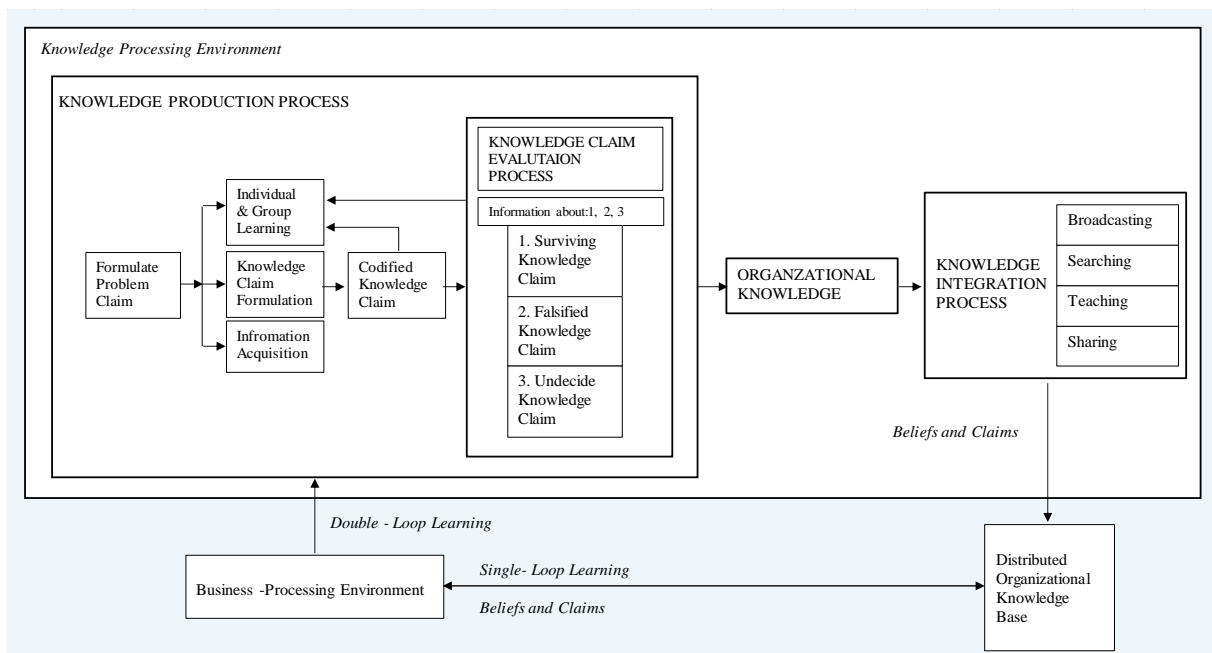 Knowledge Processing Environment
KNOWLEDGE PRODUCTION PROCESS
KNOWLEDGE CLAIM
EVALUTAION
PROCESS
Information about:1, 2, 3
1. Surviving
Knowledge
Claim
2. Falsified
Knowledge
Claim
3. Undecide
Knowledge
Claim
Individual
& Group
Learning
Formulate
Problem
Claim
Knowledge
Claim
Formulation
Codified
Knowledge
Claim
Infromation
Acquisition
ORGANZATIONAL
KNOWLEDGE
KNOWLEDGE
INTEGRATION
PROCESS
Broadcasting
Searching
Teaching
Sharing
Beliefs and Claims
Double - Loop Learning
Business -Processing Environment
Single- Loop Learning
Beliefs and Claims
Distributed
Organizational
Knowledge
Base